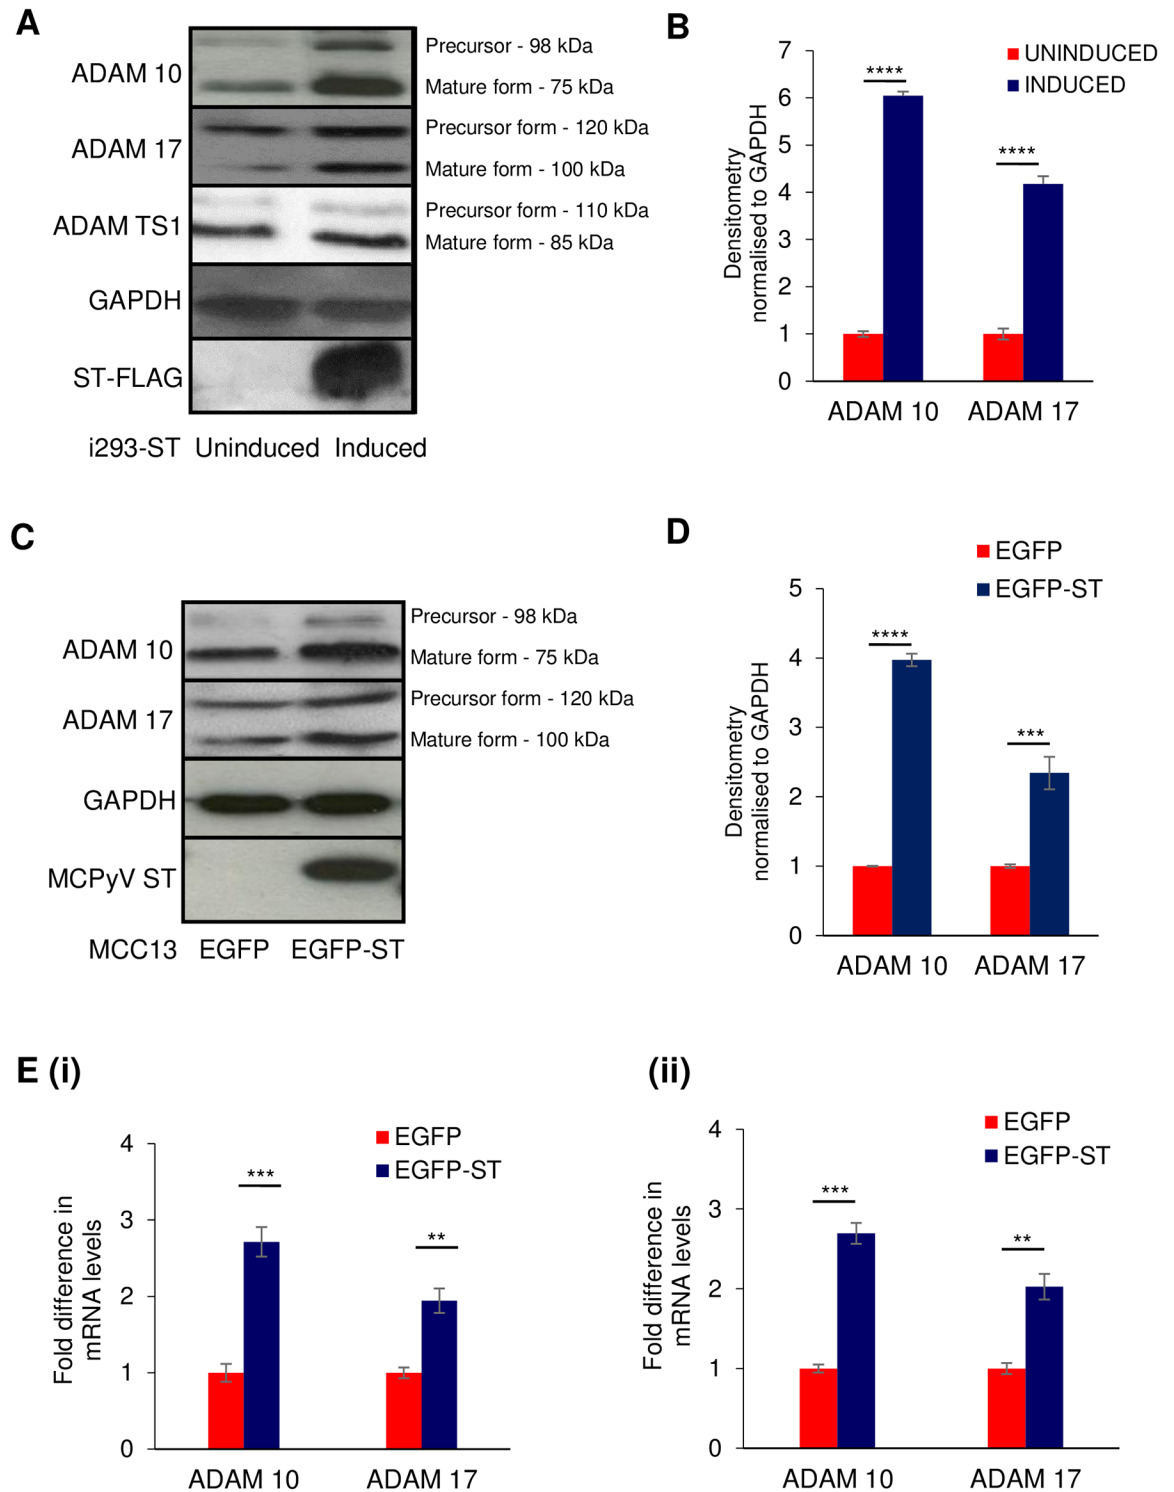 A
ADAM 10
Precursor - 98 kDa
Mature form - 75 kDa
ADAM 17
Precursor form - 120 kDa
Mature form - 100 kDa
ADAM TS1
Precursor form - 110 kDa
Mature form - 85 kDa
GAPDH
ST-FLAG
i293-ST Uninduced Induced
B
UNINDUCED
INDUCED
Densitometry
normalised to GAPDH
7
6
5
4
3
2
1
0
****
****
ADAM 10 ADAM 17
C
ADAM 10
Precursor - 98 kDa
Mature form - 75 kDa
ADAM 17
Precursor form - 120 kDa
Mature form - 100 kDa
GAPDH
MCPyV ST
MCC13 EGFP EGFP-ST
D
EGFP
EGFP-ST
Densitometry
normalised to GAPDH
5
4
3
2
1
0
****
***
ADAM 10 ADAM 17
E (i)
EGFP
EGFP-ST
Fold difference in
mRNA levels
4
3
2
1
0
***
**
ADAM 10 ADAM 17
(ii)
EGFP
EGFP-ST
Fold difference in
mRNA levels
4
3
2
1
0
***
**
ADAM 10 ADAM 17